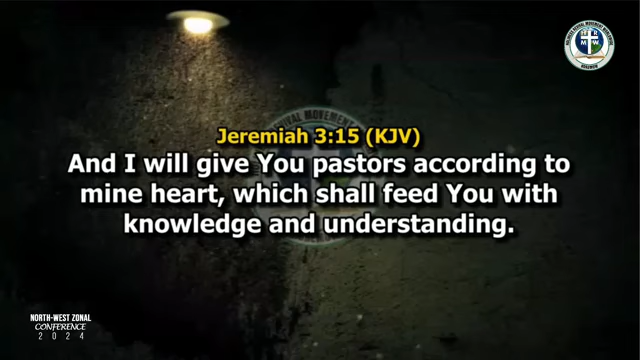 Jeremiah 3:15 (KJV)
And I will give You pastors according to
mine heart, which shall feed You with
knowledge and understanding.
NORTH-WEST ZONAL
CONFERENCE
2024